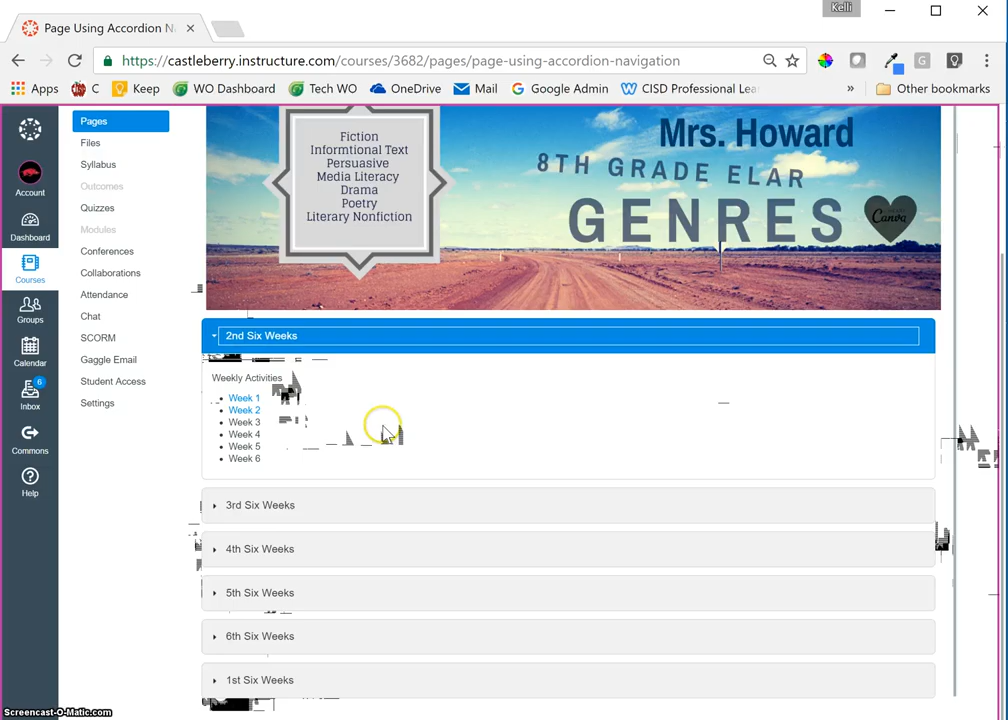 Kelli
Page Using Accordion N
https://castleberry.instructure.com/courses/3682/pages/page-using-accordion-navigation
G
Apps
C
Keep
WO Dashboard
Tech WO
OneDrive
Mail
Google Admin
CISD Professional Le
»
Other bookmarks
Account
Dashboard
Courses
Groups
Calendar
6
Inbox
Commons
Help
Pages
Files
Syllabus
Outcomes
Quizzes
Modules
Conferences
Collaborations
Attendance
Chat
SCORM
Gaggle Email
Student Access
Settings
Fiction
Informtional Text
Persuasive
Media Literacy
Drama
Poetry
Literary Nonfiction
Mrs. Howard
8TH GRADE ELAR
GENRES
Canva
2nd Six Weeks
Weekly Activities
Week 1
Week 2
Week 3
Week 4
Week 5
Week 6
3rd Six Weeks
4th Six Weeks
5th Six Weeks
6th Six Weeks
1st Six Weeks
Screencast-O-Matic.com